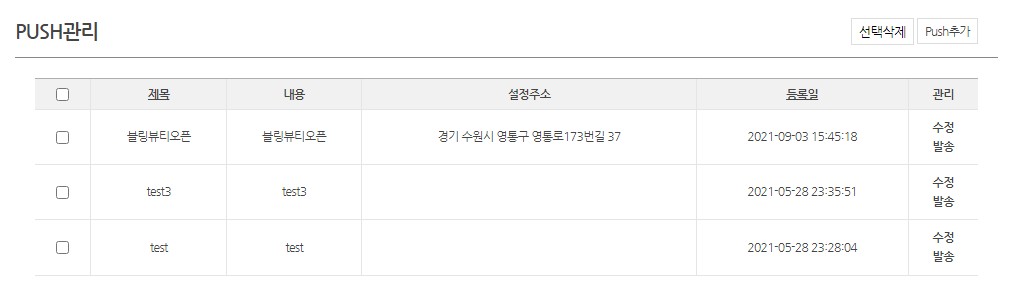 PUSH관리
선택삭제 Push추가
제목 내용 설정주소 등록일 관리
블링뷰티오픈 블링뷰티오픈 경기 수원시 영통구 영통로173번길 37 2021-09-03 15:45:18 수정
발송
test3 test3 2021-05-28 23:35:51 수정
발송
test test 2021-05-28 23:28:04 수정
발송